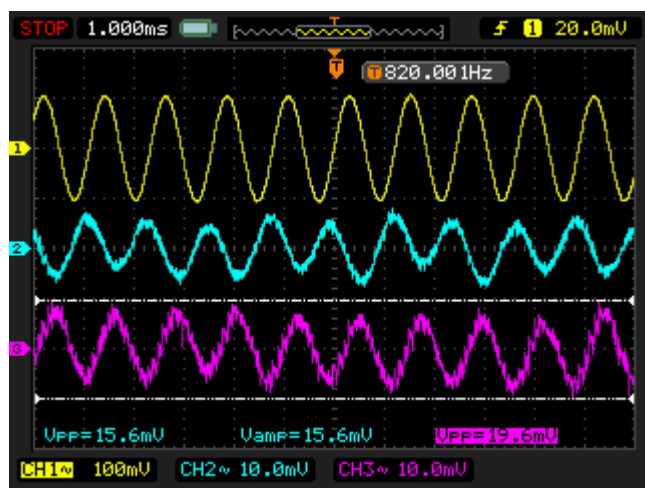 STOP 1.000ms T 1 20.0mV
T
T 820.001Hz
1
2
3
VPP=15.6mV VAMP=15.6mV VPP=19.6mV
CH1~ 100mV CH2~ 10.0mV CH3~ 10.0mV